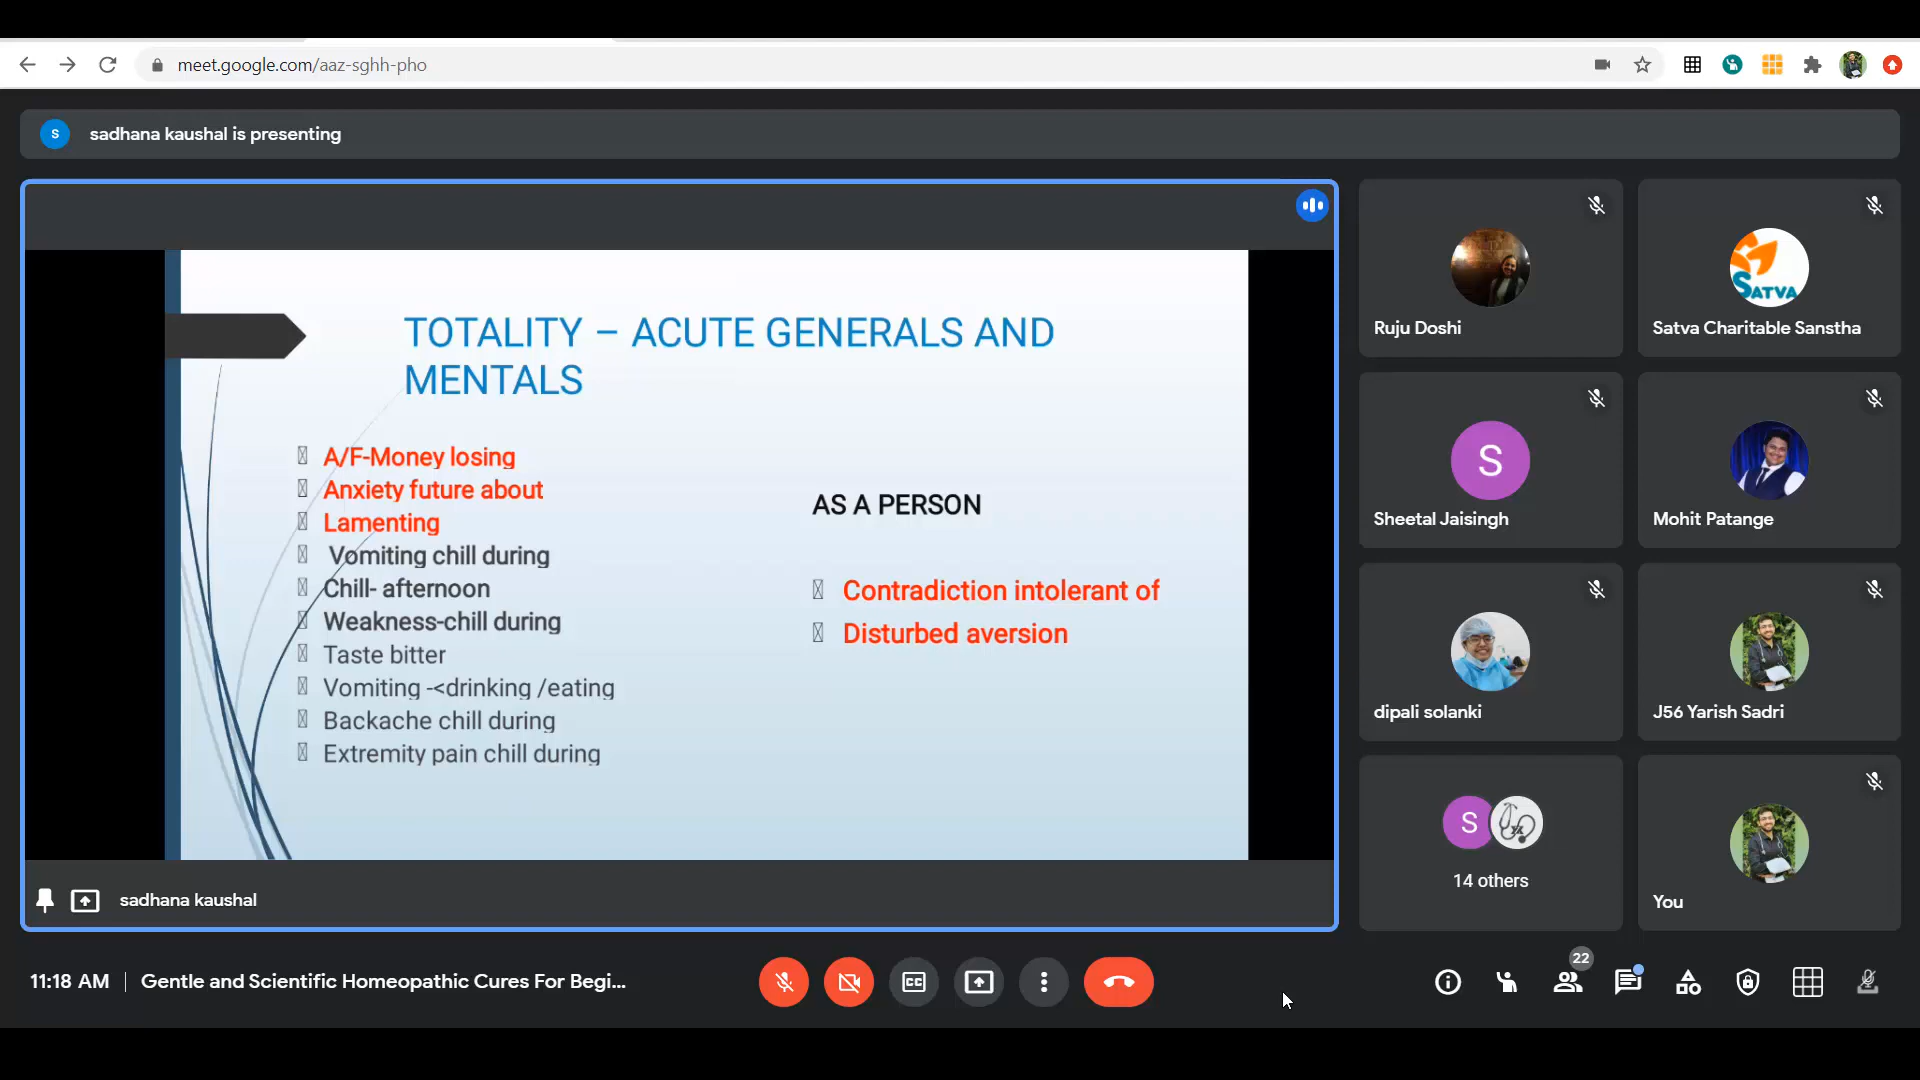 meet.google.com/aaz-sghh-pho
S
sadhana kaushal is presenting
TOTALITY – ACUTE GENERALS AND
MENTALS
A/F-Money losing
Anxiety future about
Lamenting
Vomiting chill during
Chill- afternoon
Weakness-chill during
Taste bitter
Vomiting -<drinking /eating
Backache chill during
Extremity pain chill during
AS A PERSON
Contradiction intolerant of
Disturbed aversion
sadhana kaushal
Ruju Doshi
SATVA
Satva Charitable Sanstha
S
Sheetal Jaisingh
Mohit Patange
dipali solanki
J56 Yarish Sadri
S
14 others
You
11:18 AM
Gentle and Scientific Homeopathic Cures For Begi...
CC
22